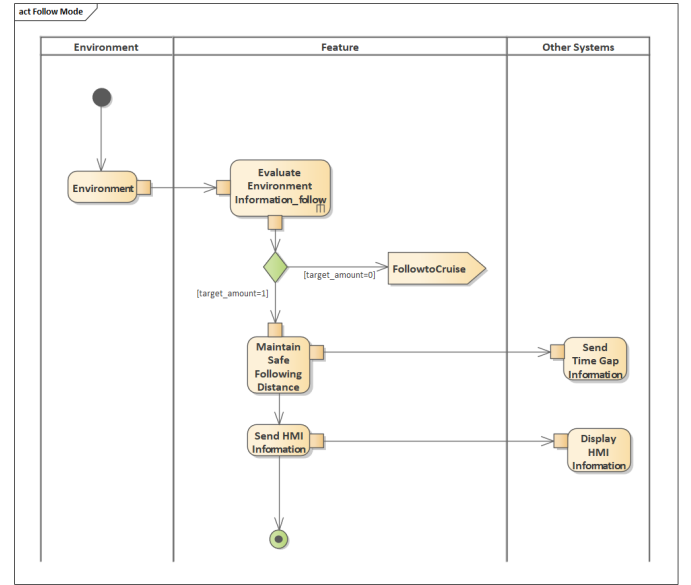 act Follow Mode
Environment
Feature
Other Systems
Environment
Evaluate
Environment
Information_follow
[target_amount=0]
FollowtoCruise
[target_amount=1]
Maintain
Safe
Following
Distance
Send
Time Gap
Information
Send HMI
Information
Display
HMI
Information